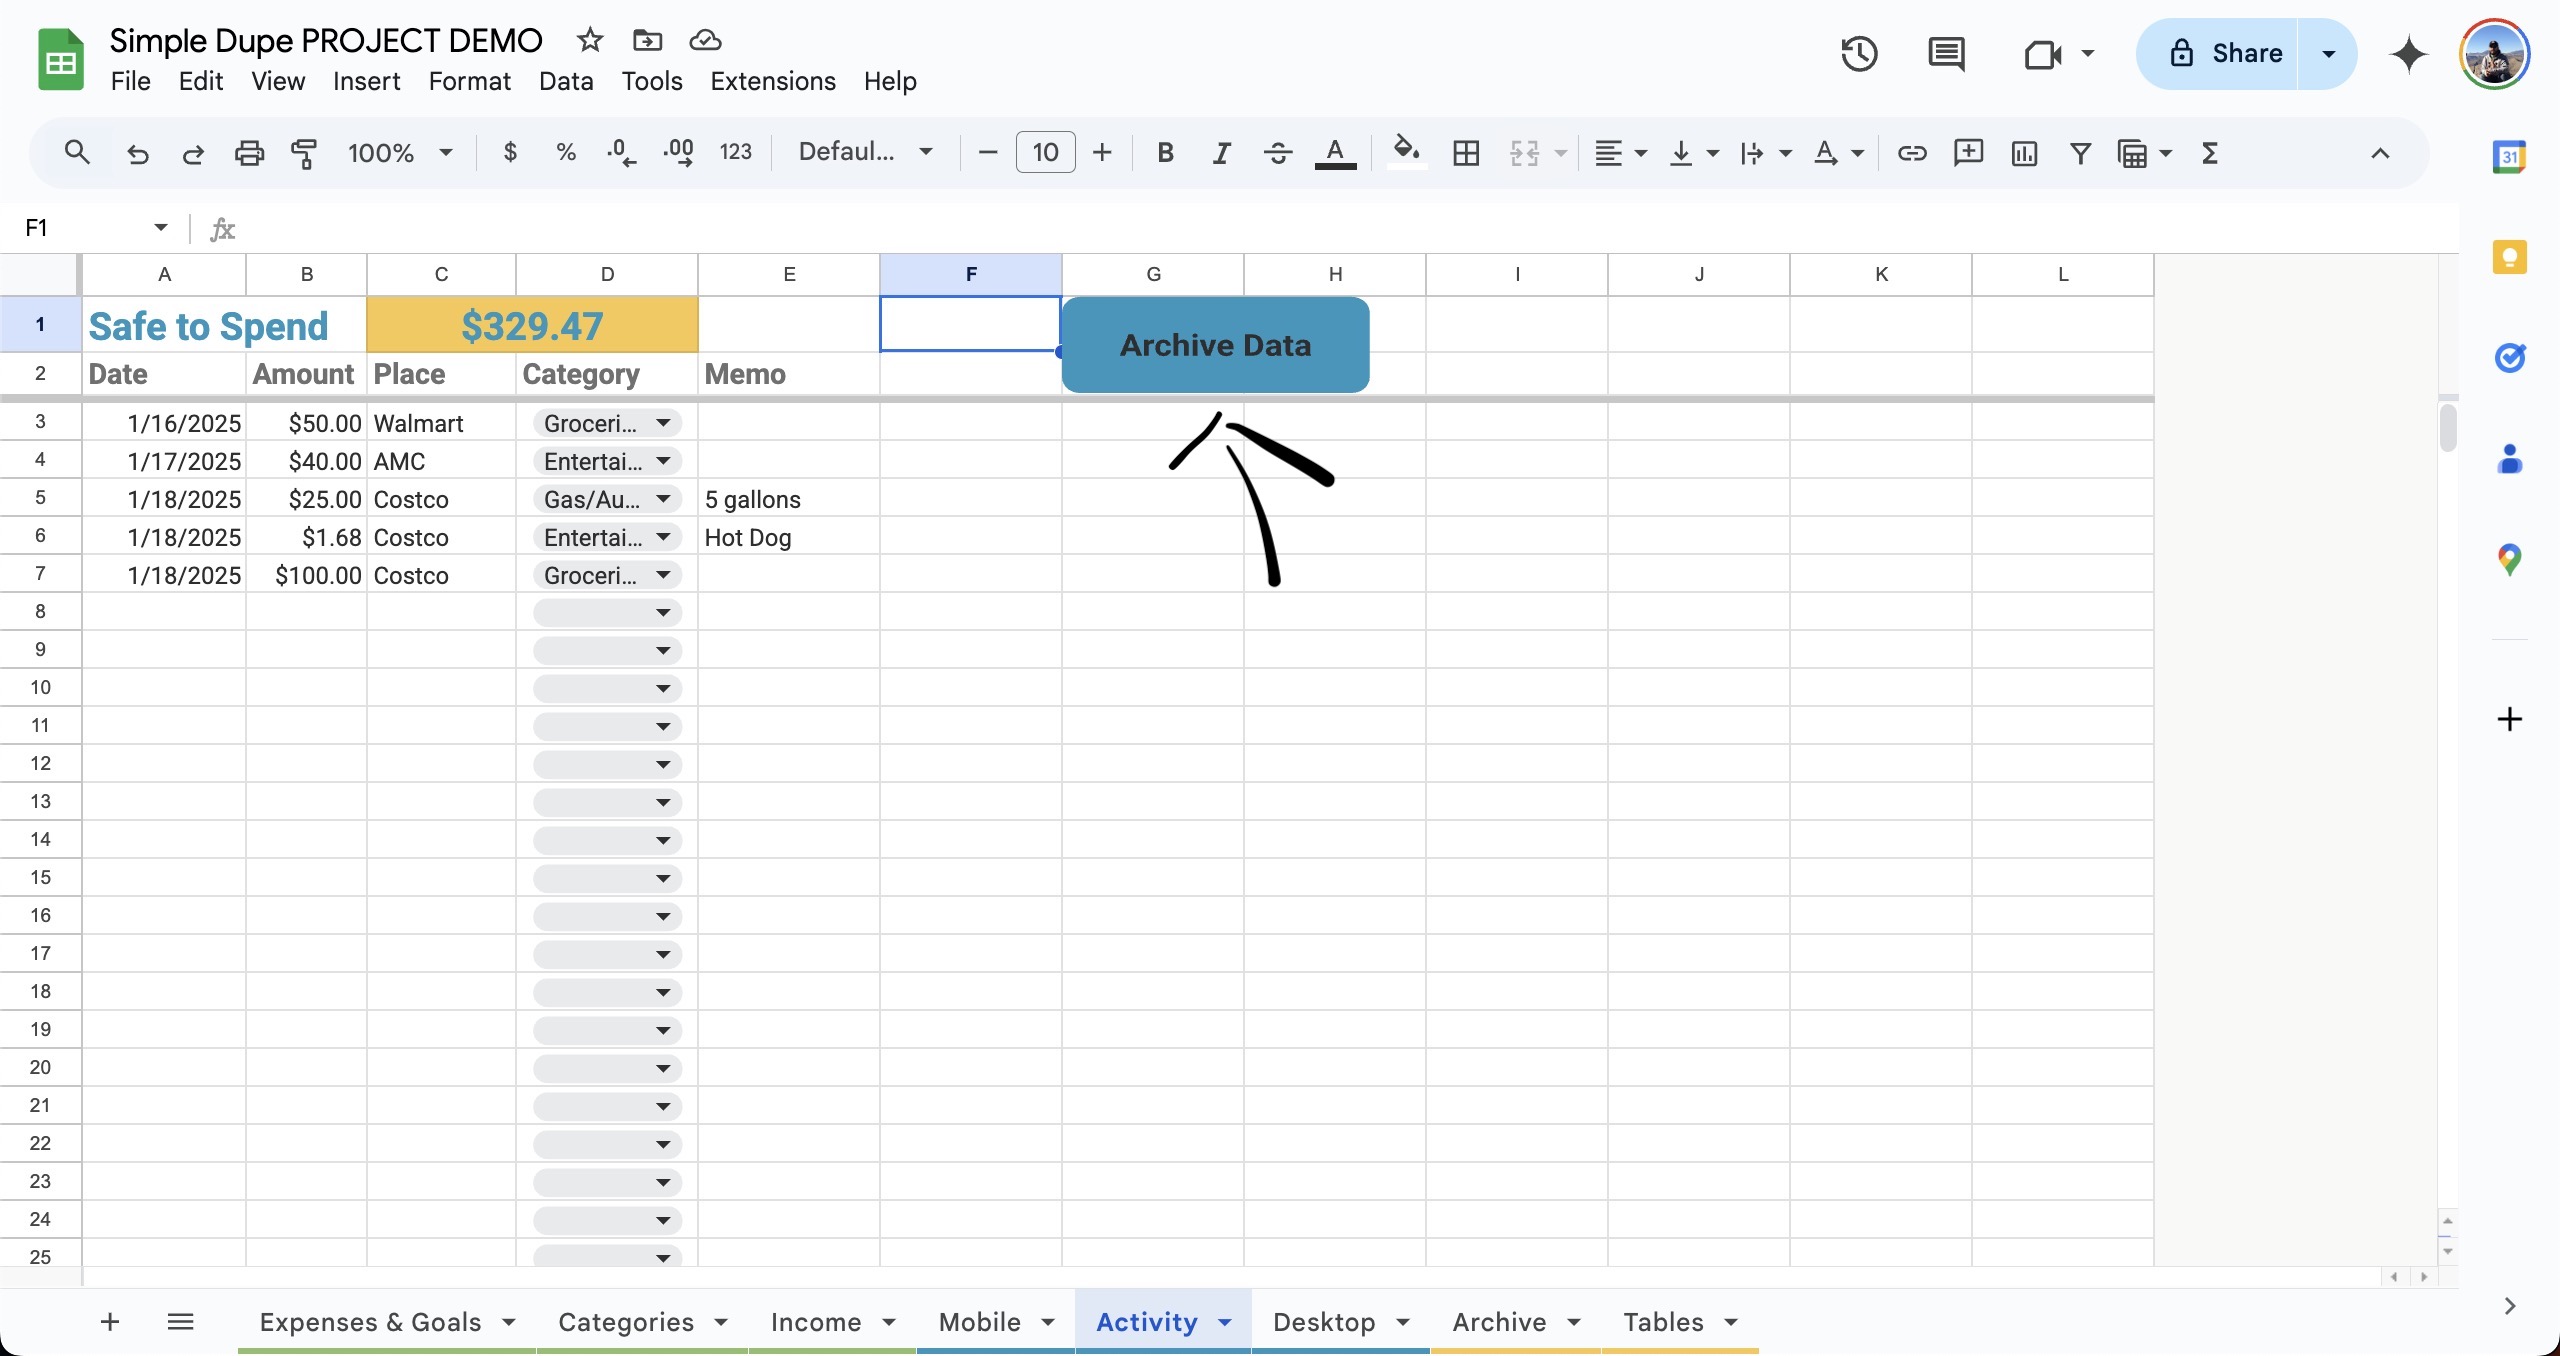 Simple Dupe PROJECT DEMO
File Edit View Insert Format Data Tools Extensions Help
Share
100% $ % .0 .00 123 Defaul... 10 B I A A Σ
31
F1 fx
A B C D E F G H I J K L
1 Safe to Spend $329.47 Archive Data
2 Date Amount Place Category Memo
3 1/16/2025 $50.00 Walmart Groceri...
4 1/17/2025 $40.00 AMC Entertai...
5 1/18/2025 $25.00 Costco Gas/Au... 5 gallons
6 1/18/2025 $1.68 Costco Entertai... Hot Dog
7 1/18/2025 $100.00 Costco Groceri...
8
9
10
11
12
13
14
15
16
17
18
19
20
21
22
23
24
25
Expenses & Goals Categories Income Mobile Activity Desktop Archive Tables